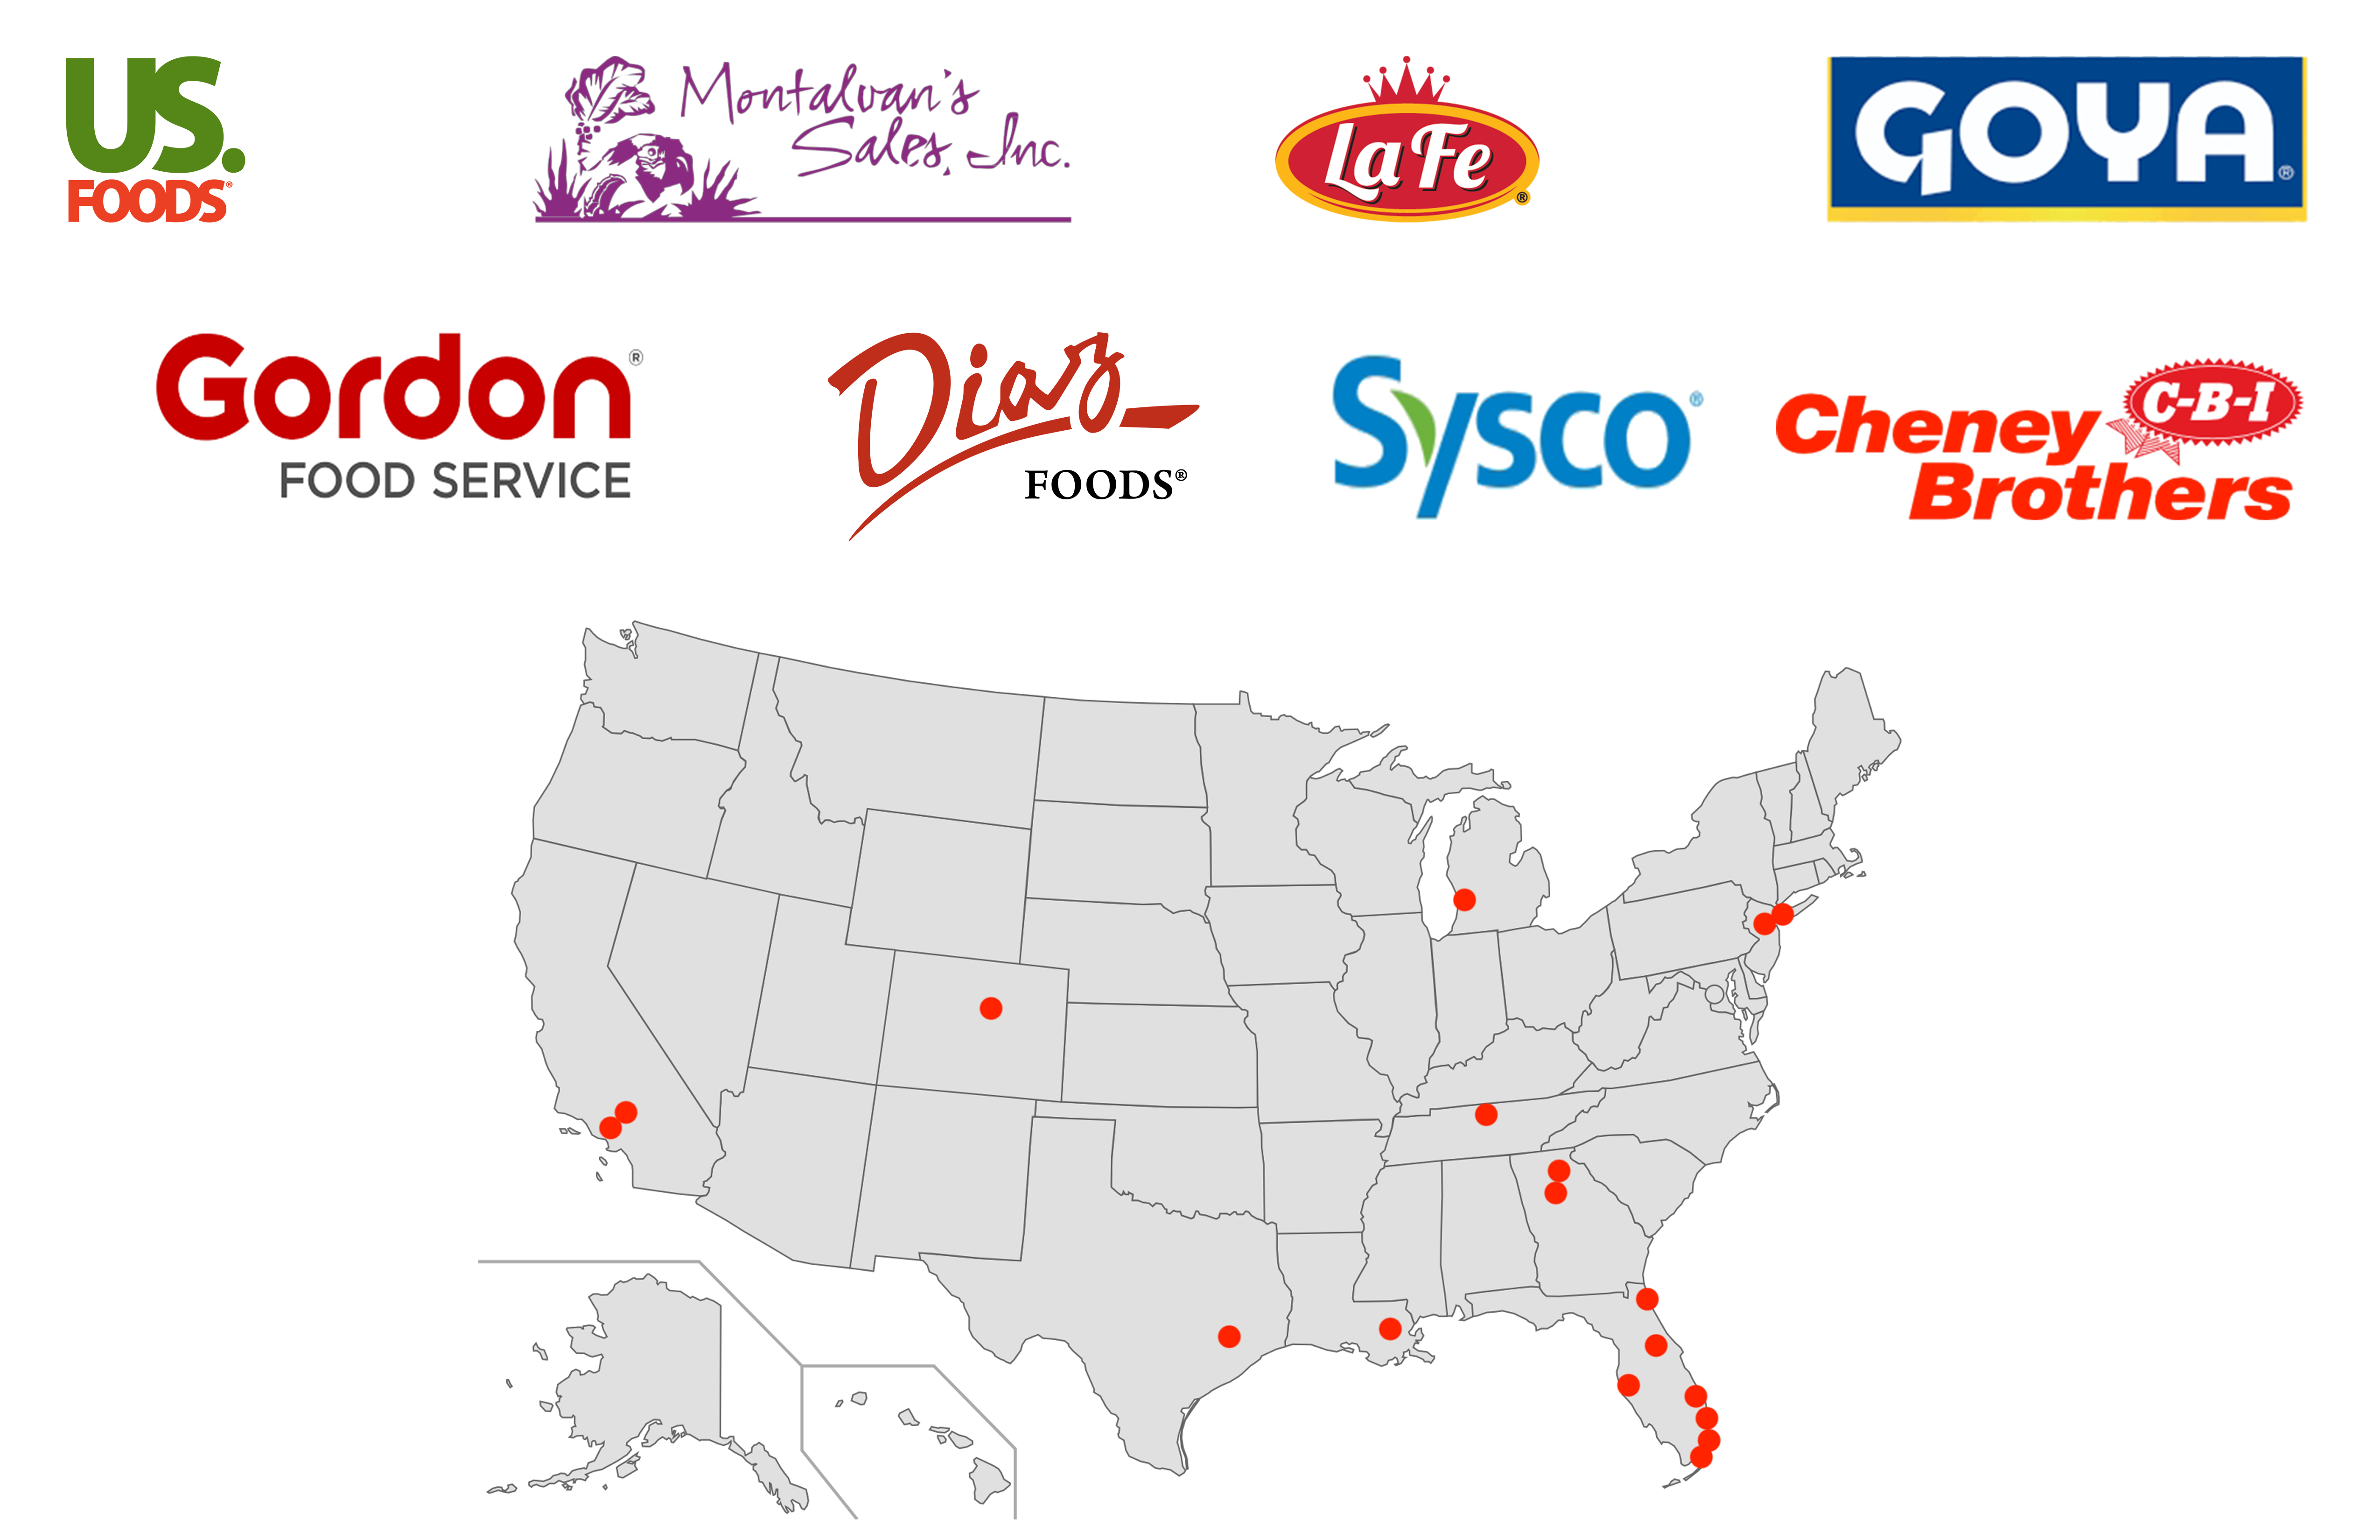 US.
FOODS®
Montalvan's
Sales, Inc.
La Fe®
GOYA®
Gordon®
FOOD SERVICE
Diaz
FOODS®
Sysco®
C-B-I
Cheney
Brothers